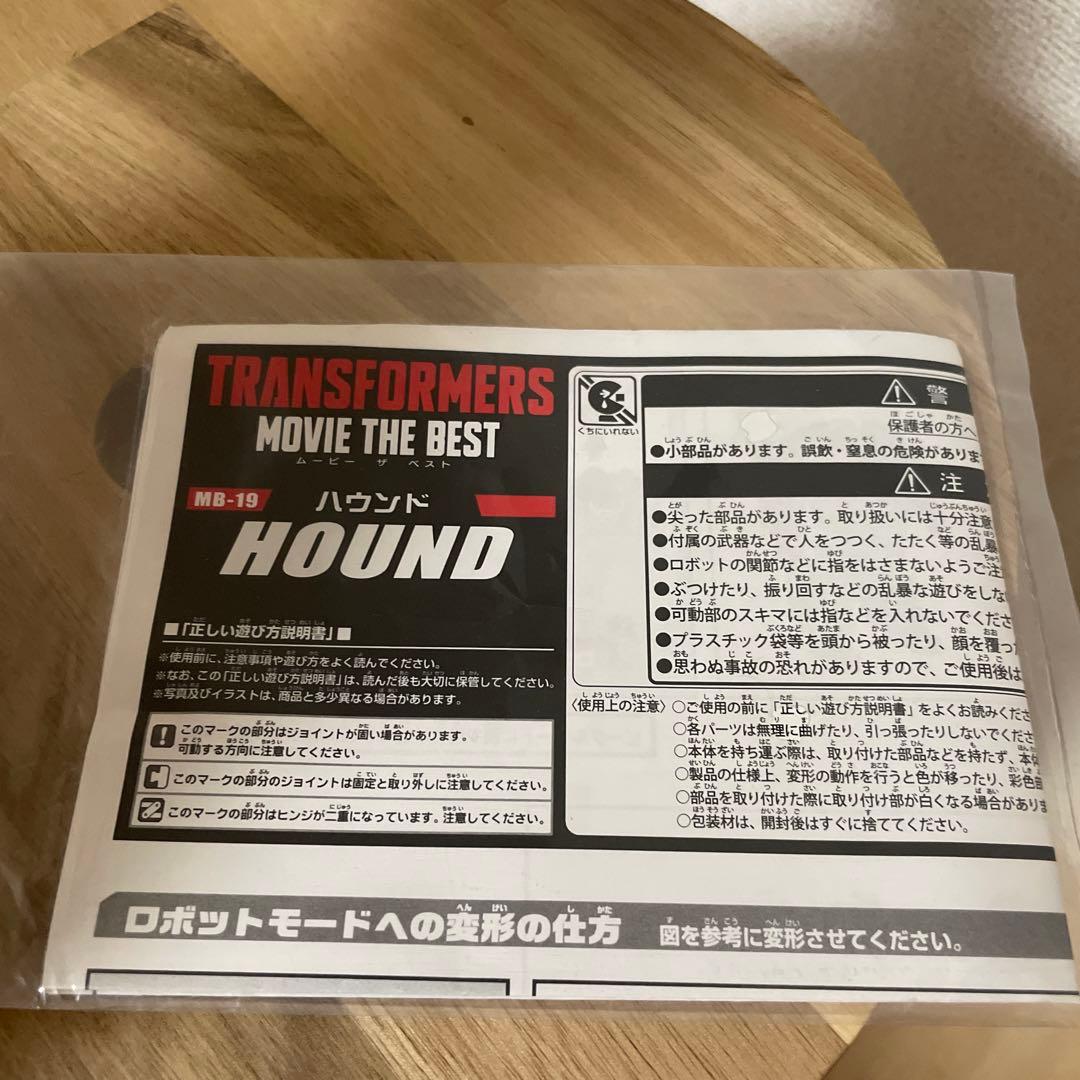 TRANSFORMERS
MOVIE THE BEST
ムービー ザ ベスト
MB-19 ハウンド
HOUND
■「正しい遊び方説明書」■
※使用前に、注意事項や遊び方をよく読んでください。
※なお、この「正しい遊び方説明書」は、読んだ後も大切に保管してください。
※写真及びイラストは、商品と多少異なる場合があります。
このマークの部分はジョイントが固い場合があります。
可動する方向に注意してください。
このマークの部分のジョイントは固定と取り外しに注意してください。
このマークの部分はヒンジが二重になっています。注意してください。
くちにいれない
警
保護者の方へ
●小部品があります。誤飲・窒息の危険がありま
注
●尖った部品があります。取り扱いには十分注意
●付属の武器などで人をつつく、たたく等の乱暴
●ロボットの関節などに指をはさまないようご注
●ぶつけたり、振り回すなどの乱暴な遊びをしな
●可動部のスキマには指などを入れないでくださ
●プラスチック袋等を頭から被ったり、顔を覆っ
●思わぬ事故の恐れがありますので、ご使用後は
〈使用上の注意〉○ご使用の前に「正しい遊び方説明書」をよくお読みくだ
○各パーツは無理に曲げたり、引っ張ったりしないでくだ
○本体を持ち運ぶ際は、取り付けた部品などを持たず、本体
○製品の仕様上、変形の動作を行うと色が移ったり、彩色
○部品を取り付けた際に取り付け部が白くなる場合があり
○包装材は、開封後はすぐに捨ててください。
ロボットモードへの変形の仕方 図を参考に変形させてください。